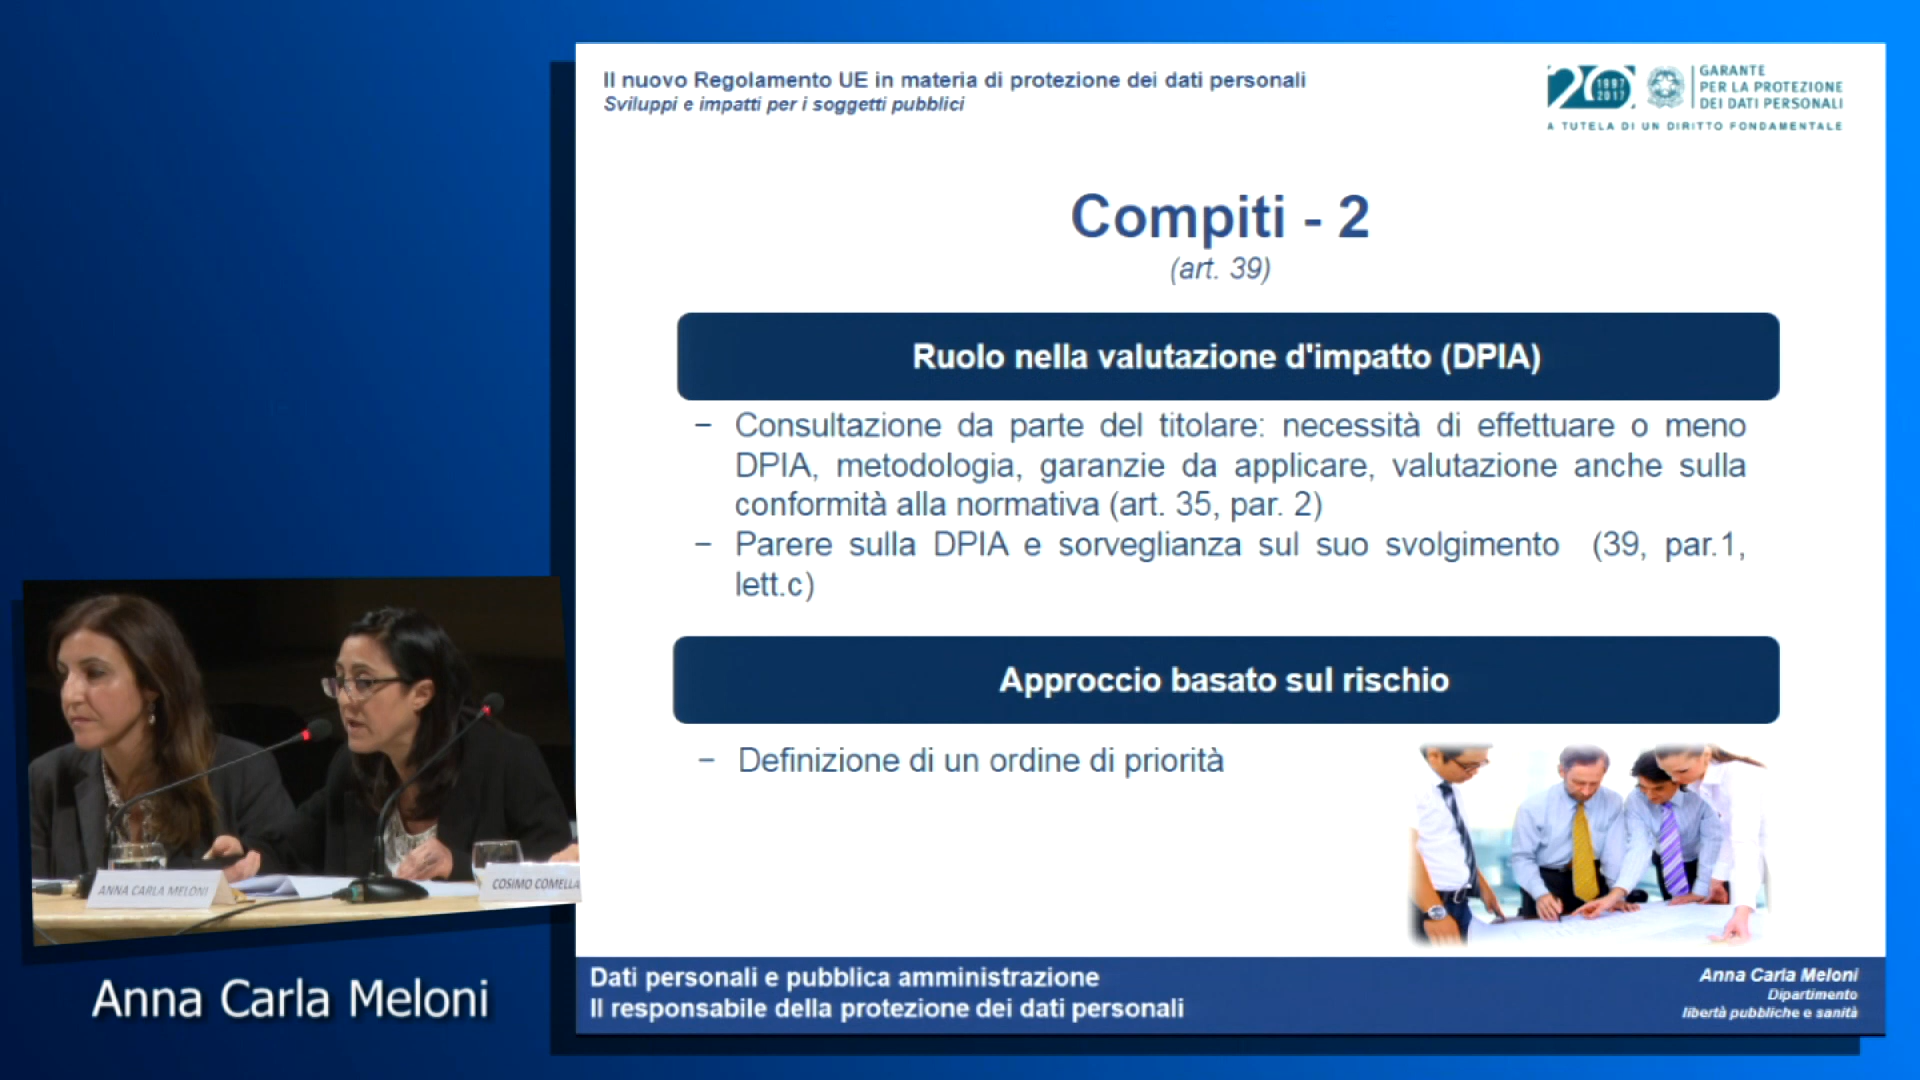 Il nuovo Regolamento UE in materia di protezione dei dati personali
Sviluppi e impatti per i soggetti pubblici
20
1997
2017
GARANTE
PER LA PROTEZIONE
DEI DATI PERSONALI
A TUTELA DI UN DIRITTO FONDAMENTALE
Compiti - 2
(art. 39)
Ruolo nella valutazione d'impatto (DPIA)
– Consultazione da parte del titolare: necessità di effettuare o meno
DPIA, metodologia, garanzie da applicare, valutazione anche sulla
conformità alla normativa (art. 35, par. 2)
– Parere sulla DPIA e sorveglianza sul suo svolgimento (39, par.1,
lett.c)
Approccio basato sul rischio
– Definizione di un ordine di priorità
ANNA CARLA MELONI
COSIMO COMELLA
Anna Carla Meloni
Dati personali e pubblica amministrazione
Il responsabile della protezione dei dati personali
Anna Carla Meloni
Dipartimento
libertà pubbliche e sanità